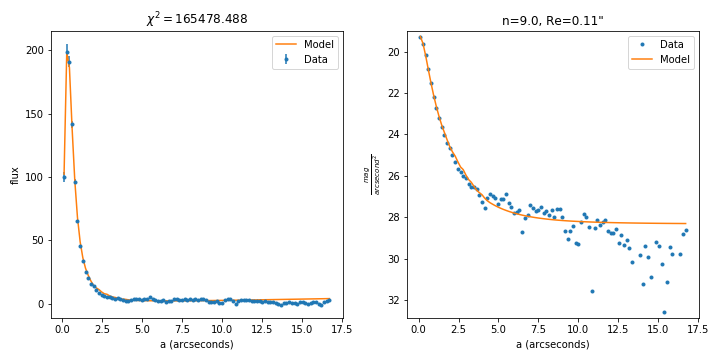 χ² = 165478.488
flux
200
150
100
50
0
Model
Data
0.0 2.5 5.0 7.5 10.0 12.5 15.0 17.5
a (arcseconds)
n=9.0, Re=0.11"
mag
arcsecond²
20
22
24
26
28
30
32
Data
Model
0.0 2.5 5.0 7.5 10.0 12.5 15.0 17.5
a (arcseconds)